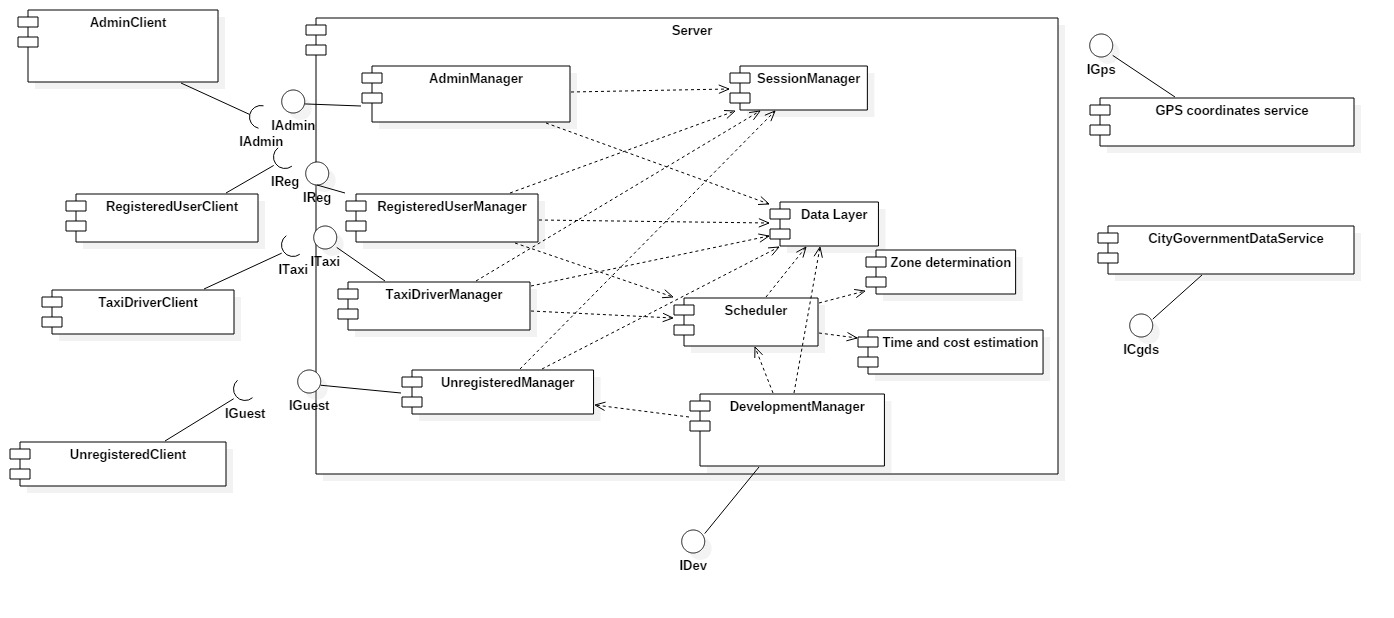 AdminClient
Server
IGps
AdminManager
SessionManager
GPS coordinates service
IAdmin
IAdmin
IReg
IReg
RegisteredUserClient
RegisteredUserManager
Data Layer
CityGovernmentDataService
ITaxi
ITaxi
Zone determination
TaxiDriverClient
TaxiDriverManager
Scheduler
Time and cost estimation
ICgds
UnregisteredManager
IGuest
IGuest
DevelopmentManager
UnregisteredClient
IDev